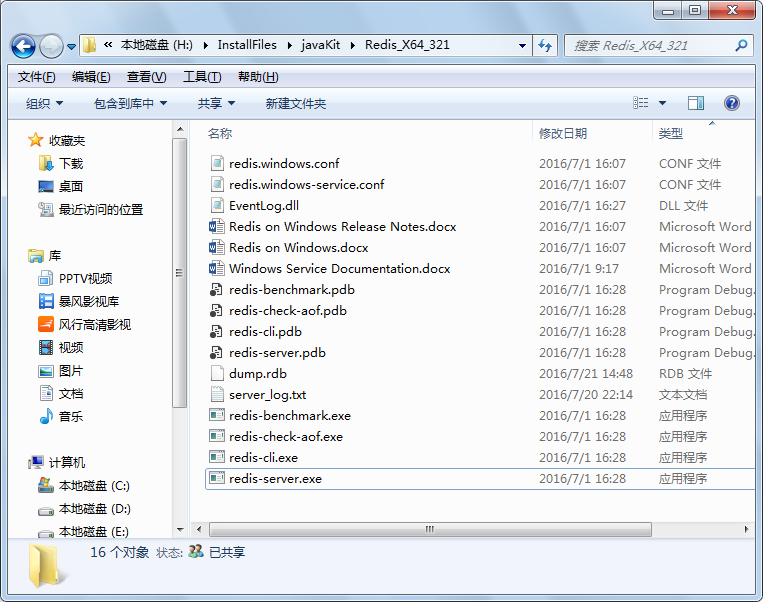 « 本地磁盘 (H:) InstallFiles javaKit Redis_X64_321 搜索 Redis_X64_321
文件(F) 编辑(E) 查看(V) 工具(T) 帮助(H)
组织 包含到库中 共享 新建文件夹
收藏夹
下载
桌面
最近访问的位置
库
PPTV视频
暴风影视库
风行高清影视
视频
图片
文档
音乐
计算机
本地磁盘 (C:)
本地磁盘 (D:)
本地磁盘 (E:)
名称 修改日期 类型
redis.windows.conf 2016/7/1 16:07 CONF 文件
redis.windows-service.conf 2016/7/1 16:07 CONF 文件
EventLog.dll 2016/7/1 16:27 DLL 文件
Redis on Windows Release Notes.docx 2016/7/1 16:07 Microsoft Word
Redis on Windows.docx 2016/7/1 16:07 Microsoft Word
Windows Service Documentation.docx 2016/7/1 9:17 Microsoft Word
redis-benchmark.pdb 2016/7/1 16:28 Program Debug.
redis-check-aof.pdb 2016/7/1 16:28 Program Debug.
redis-cli.pdb 2016/7/1 16:28 Program Debug.
redis-server.pdb 2016/7/1 16:28 Program Debug.
dump.rdb 2016/7/21 14:48 RDB 文件
server_log.txt 2016/7/20 22:14 文本文档
redis-benchmark.exe 2016/7/1 16:28 应用程序
redis-check-aof.exe 2016/7/1 16:28 应用程序
redis-cli.exe 2016/7/1 16:28 应用程序
redis-server.exe 2016/7/1 16:28 应用程序
16 个对象 状态: 已共享